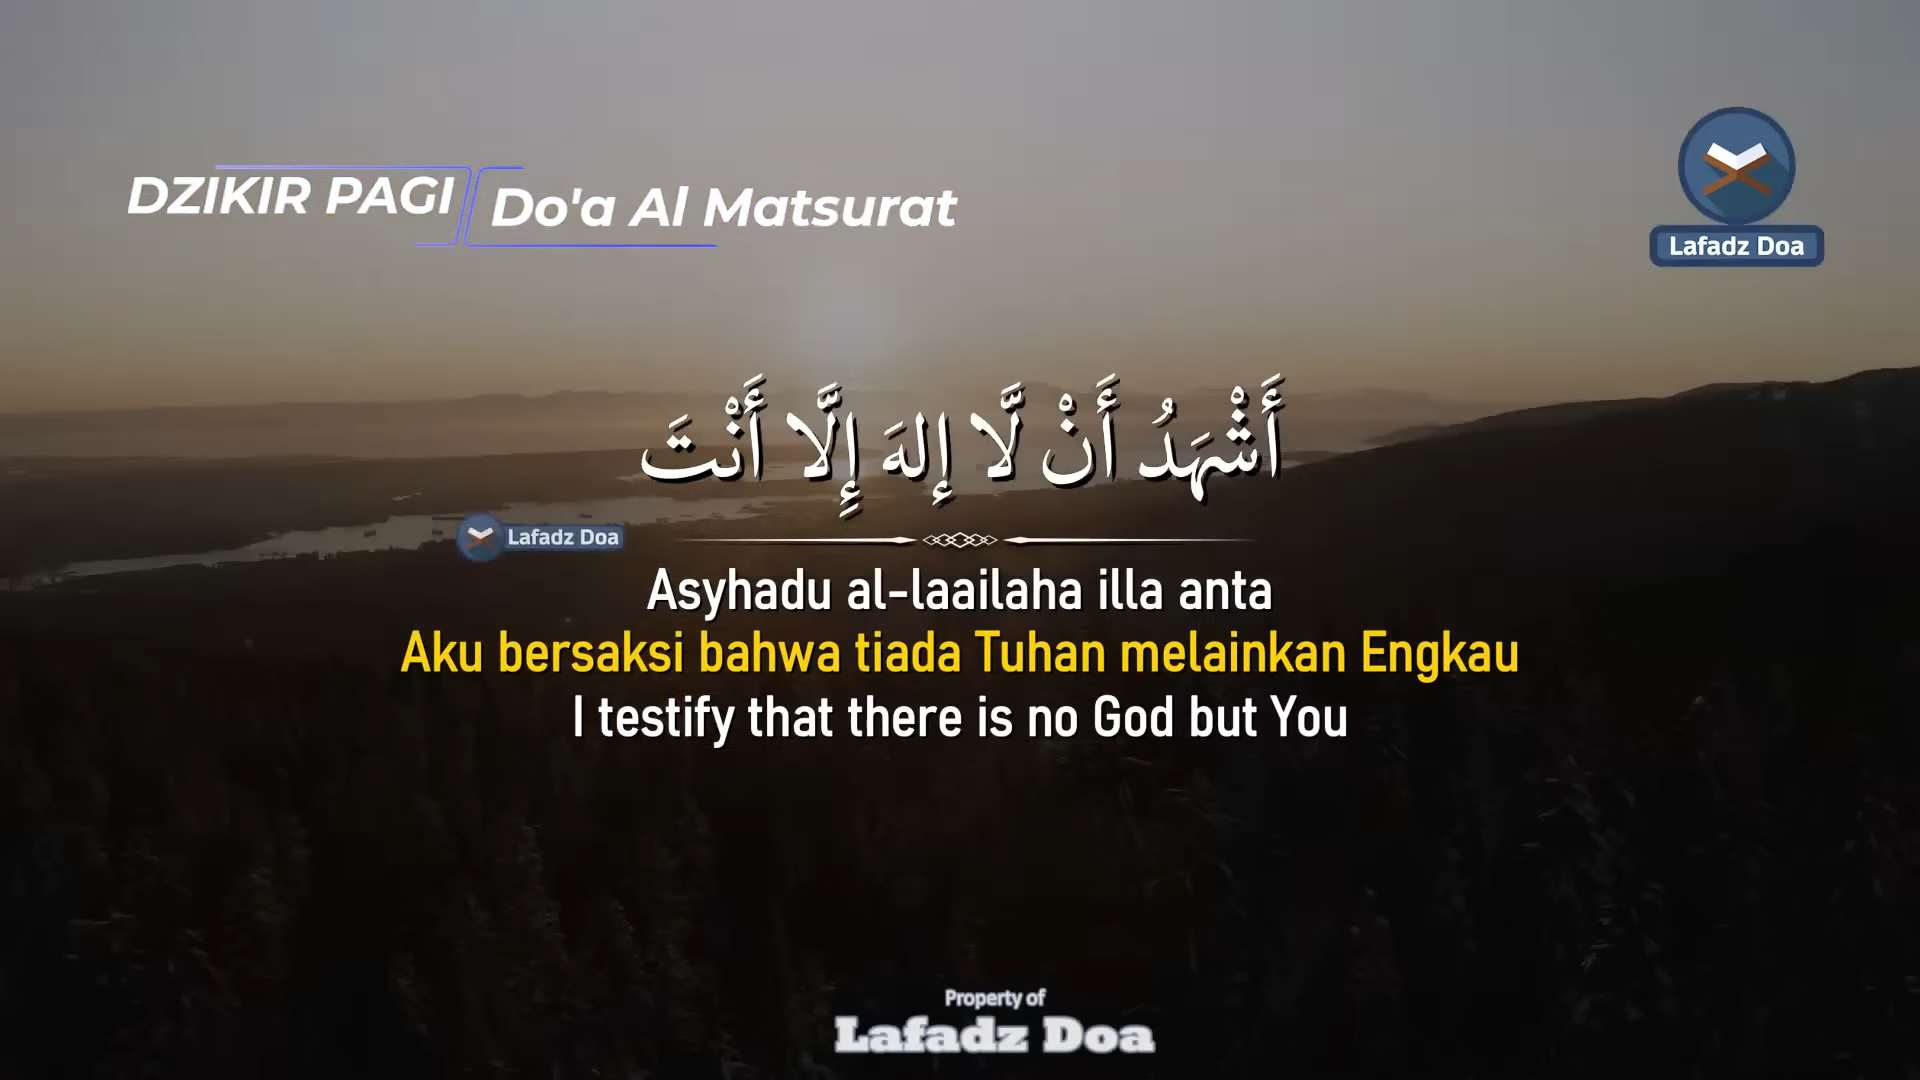 DZIKIR PAGI
Do'a Al Matsurat
Lafadz Doa
أَشْهَدُ أَنْ لَّا إِلهَ إِلَّا أَنْتَ
Lafadz Doa
Asyhadu al-laailaha illa anta
Aku bersaksi bahwa tiada Tuhan melainkan Engkau
I testify that there is no God but You
Property of
Lafadz Doa